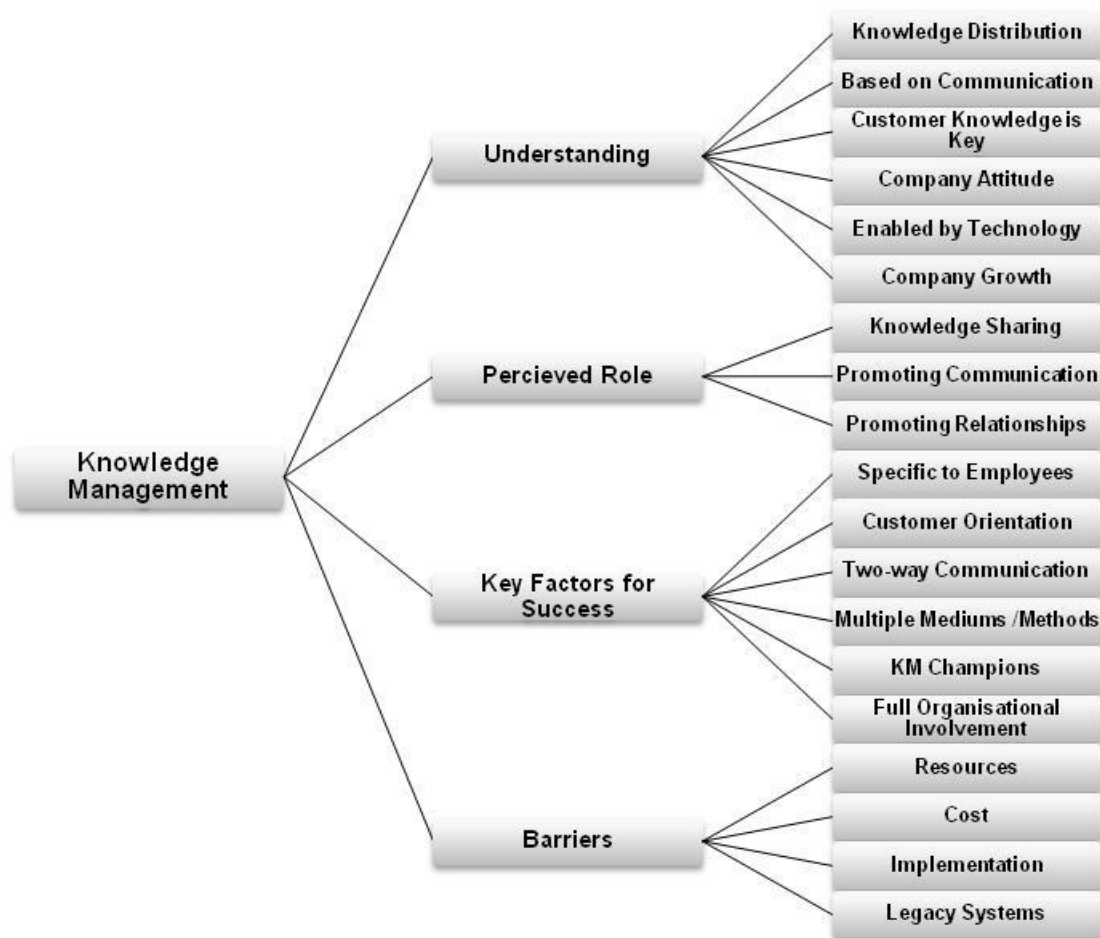 Knowledge
Management
Understanding
Knowledge Distribution
Based on Communication
Customer Knowledge is
Key
Company Attitude
Enabled by Technology
Company Growth
Percieved Role
Knowledge Sharing
Promoting Communication
Promoting Relationships
Key Factors for
Success
Specific to Employees
Customer Orientation
Two-way Communication
Multiple Mediums /Methods
KM Champions
Full Organisational
Involvement
Barriers
Resources
Cost
Implementation
Legacy Systems